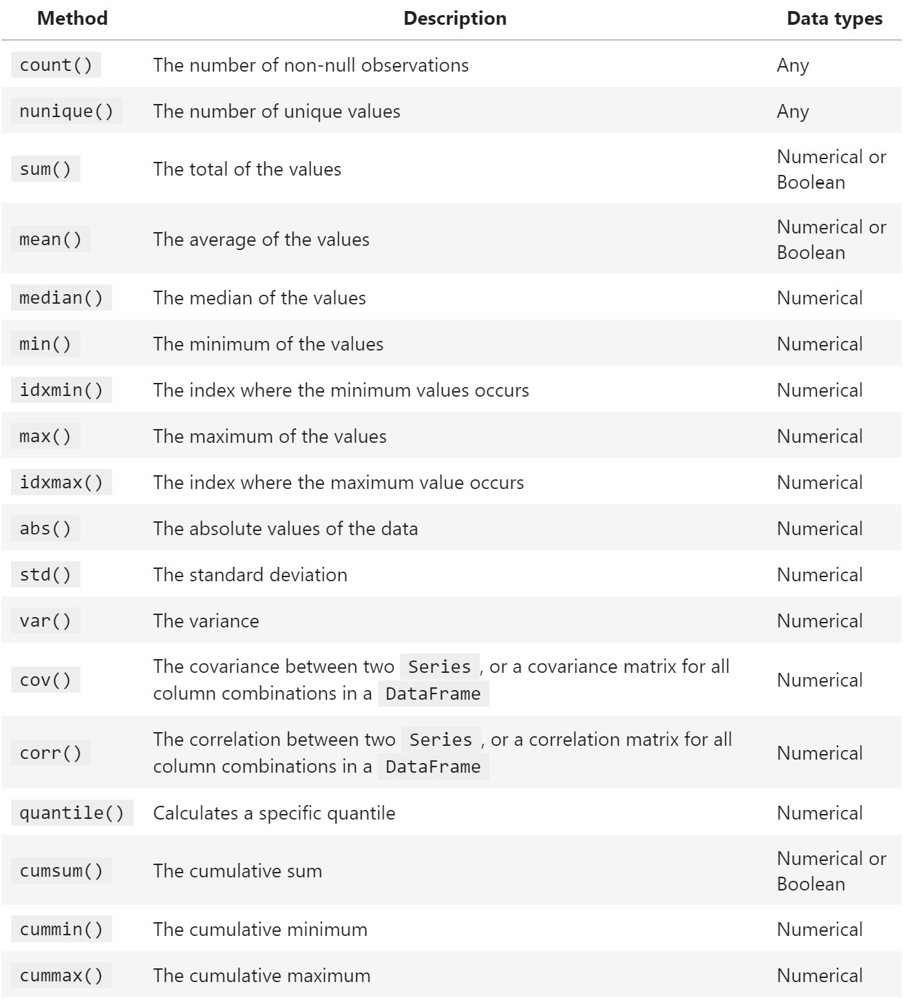 Method Description Data types
count() The number of non-null observations Any
nunique() The number of unique values Any
sum() The total of the values Numerical or
Boolean
mean() The average of the values Numerical or
Boolean
median() The median of the values Numerical
min() The minimum of the values Numerical
idxmin() The index where the minimum values occurs Numerical
max() The maximum of the values Numerical
idxmax() The index where the maximum value occurs Numerical
abs() The absolute values of the data Numerical
std() The standard deviation Numerical
var() The variance Numerical
cov() The covariance between two Series , or a covariance matrix for all
column combinations in a DataFrame Numerical
corr() The correlation between two Series , or a correlation matrix for all
column combinations in a DataFrame Numerical
quantile() Calculates a specific quantile Numerical
cumsum() The cumulative sum Numerical or
Boolean
cummin() The cumulative minimum Numerical
cummax() The cumulative maximum Numerical